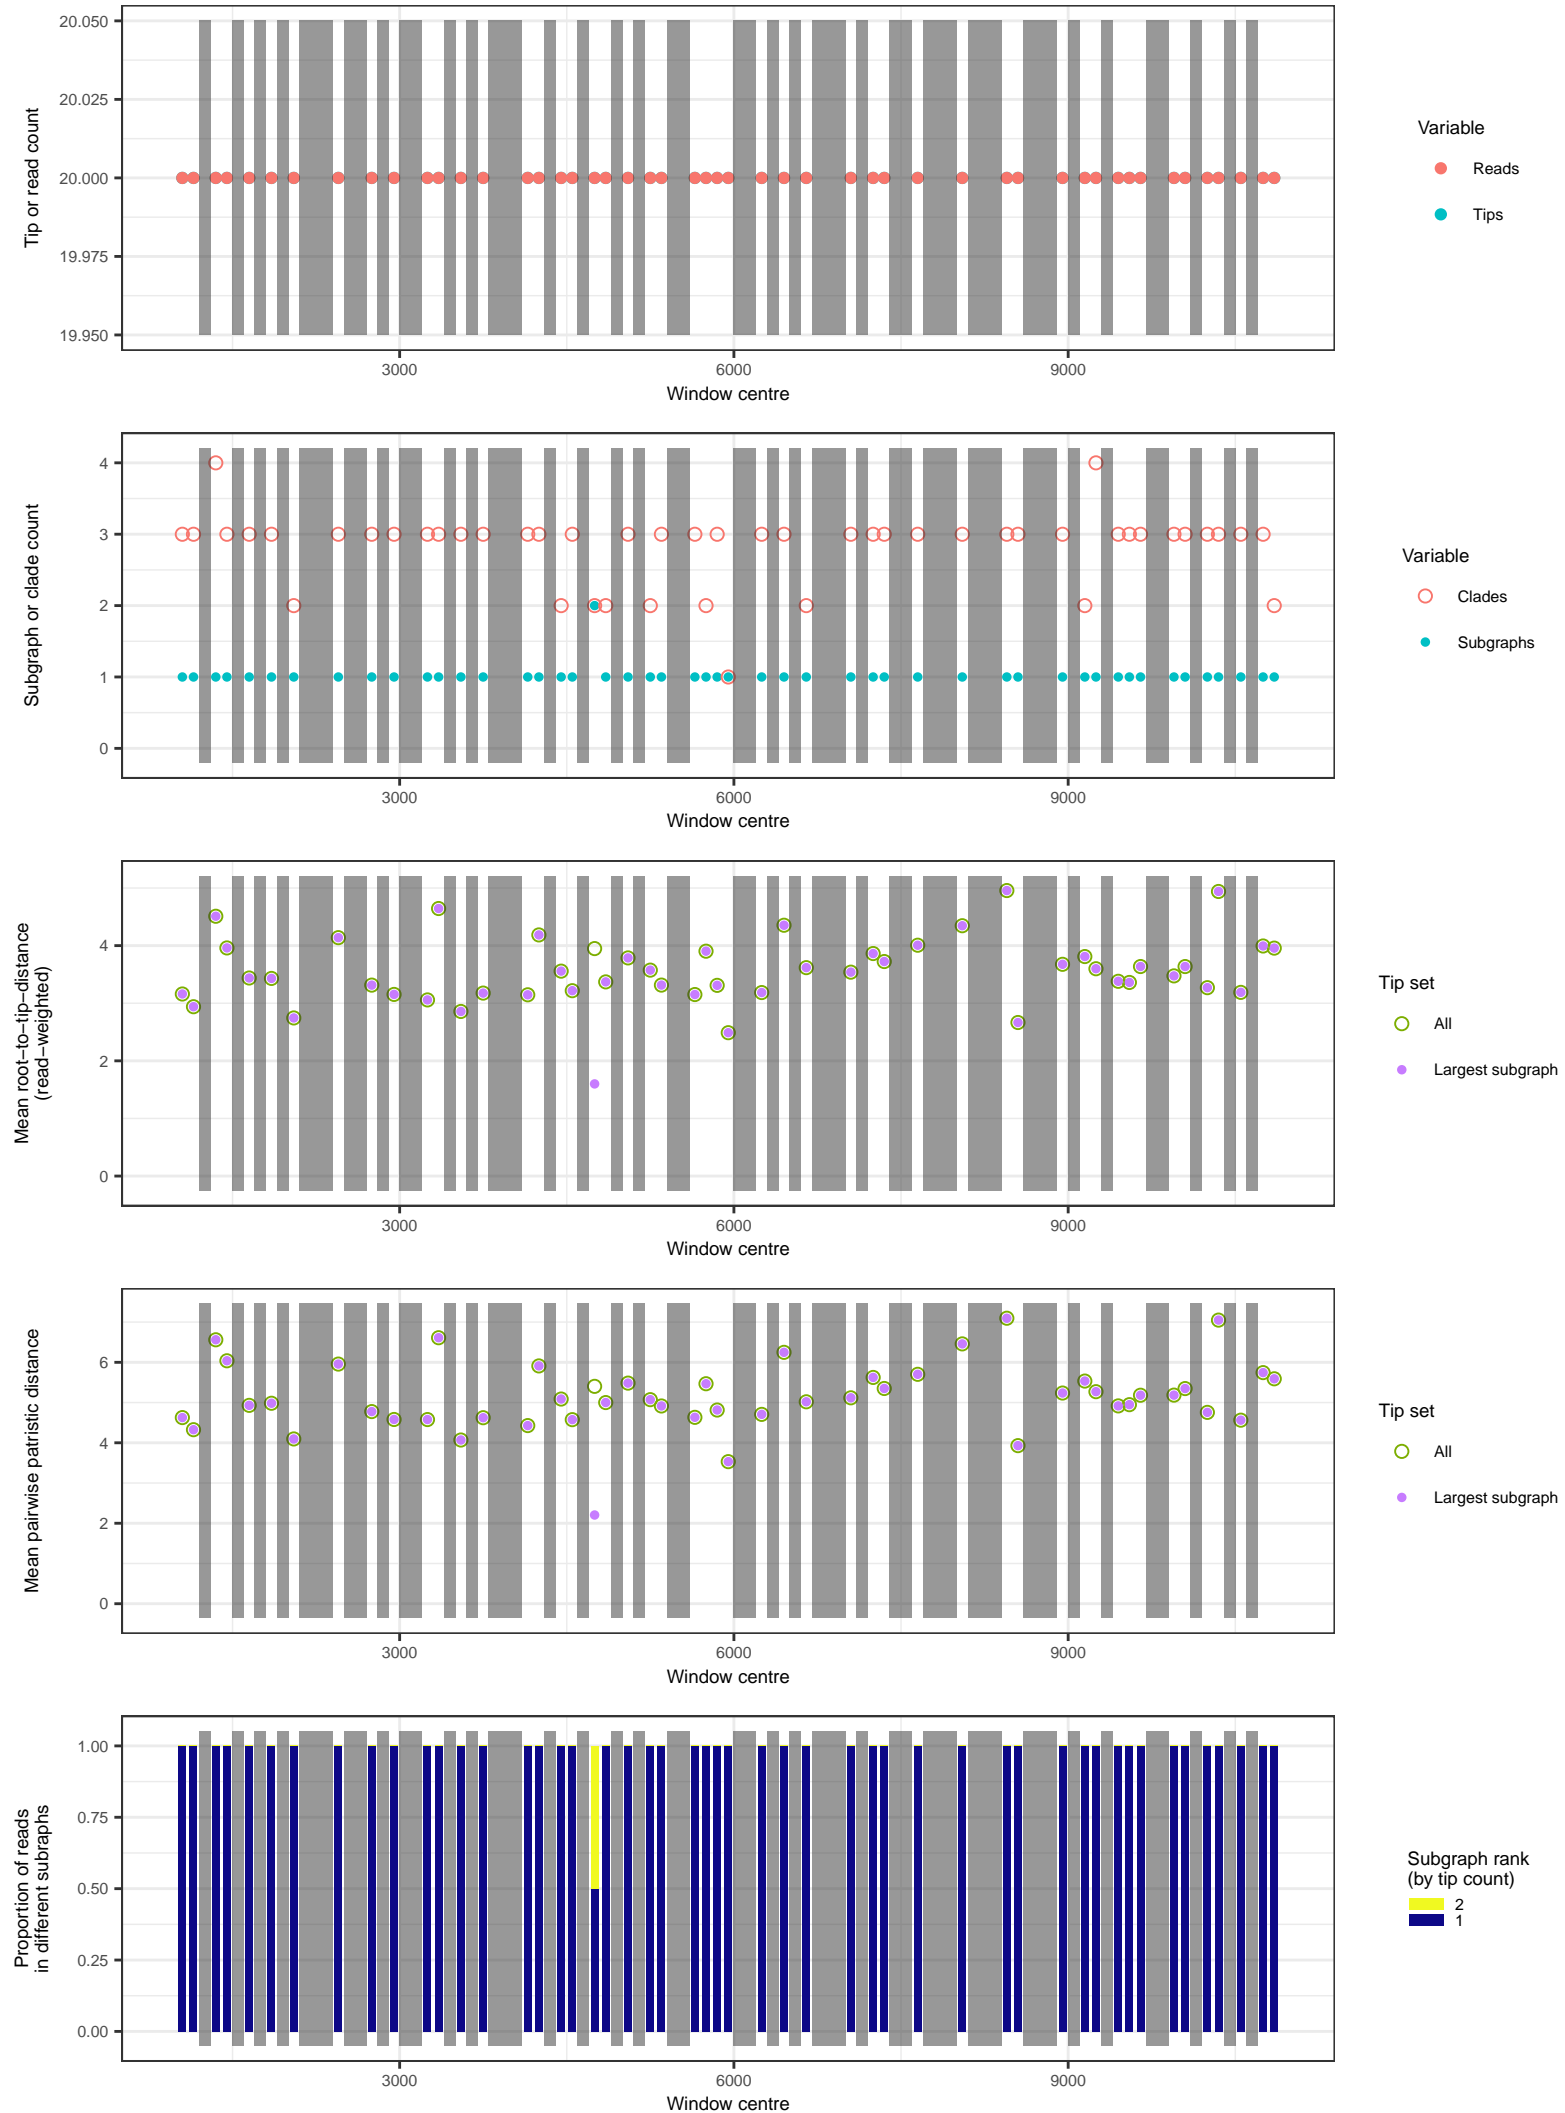 20.050
20.025
20.000
19.975
19.950
Tip or read count
3000 6000 9000
Window centre
Variable
Reads
Tips
4
3
2
1
0
Subgraph or clade count
3000 6000 9000
Window centre
Variable
Clades
Subgraphs
4
2
0
Mean root−to−tip−distance
(read−weighted)
3000 6000 9000
Window centre
Tip set
All
Largest subgraph
6
4
2
0
Mean pairwise patristic distance
3000 6000 9000
Window centre
Tip set
All
Largest subgraph
1.00
0.75
0.50
0.25
0.00
Proportion of reads
in different subraphs
3000 6000 9000
Window centre
Subgraph rank
(by tip count)
2
1